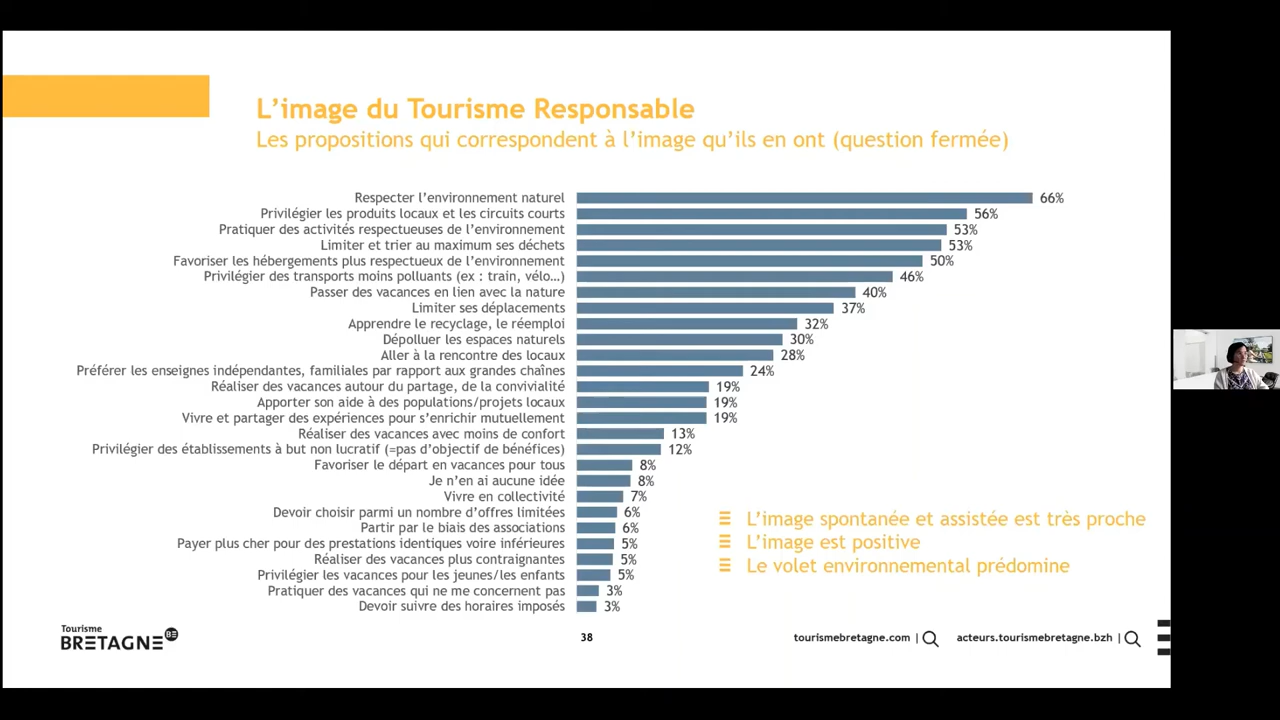 L’image du Tourisme Responsable
Les propositions qui correspondent à l’image qu’ils en ont (question fermée)
Respecter l’environnement naturel 66%
Privilégier les produits locaux et les circuits courts 56%
Pratiquer des activités respectueuses de l’environnement 53%
Limiter et trier au maximum ses déchets 53%
Favoriser les hébergements plus respectueux de l’environnement 50%
Privilégier des transports moins polluants (ex : train, vélo…) 46%
Passer des vacances en lien avec la nature 40%
Limiter ses déplacements 37%
Apprendre le recyclage, le réemploi 32%
Dépolluer les espaces naturels 30%
Aller à la rencontre des locaux 28%
Préférer les enseignes indépendantes, familiales par rapport aux grandes chaînes 24%
Réaliser des vacances autour du partage, de la convivialité 19%
Apporter son aide à des populations/projets locaux 19%
Vivre et partager des expériences pour s’enrichir mutuellement 19%
Réaliser des vacances avec moins de confort 13%
Privilégier des établissements à but non lucratif (=pas d’objectif de bénéfices) 12%
Favoriser le départ en vacances pour tous 8%
Je n’en ai aucune idée 8%
Vivre en collectivité 7%
Devoir choisir parmi un nombre d’offres limitées 6%
Partir par le biais des associations 6%
Payer plus cher pour des prestations identiques voire inférieures 5%
Réaliser des vacances plus contraignantes 5%
Privilégier les vacances pour les jeunes/les enfants 5%
Pratiquer des vacances qui ne me concernent pas 3%
Devoir suivre des horaires imposés 3%
L’image spontanée et assistée est très proche
L’image est positive
Le volet environnemental prédomine
Tourisme
BRETAGNE
38
tourismebretagne.com |
acteurs.tourismebretagne.bzh |